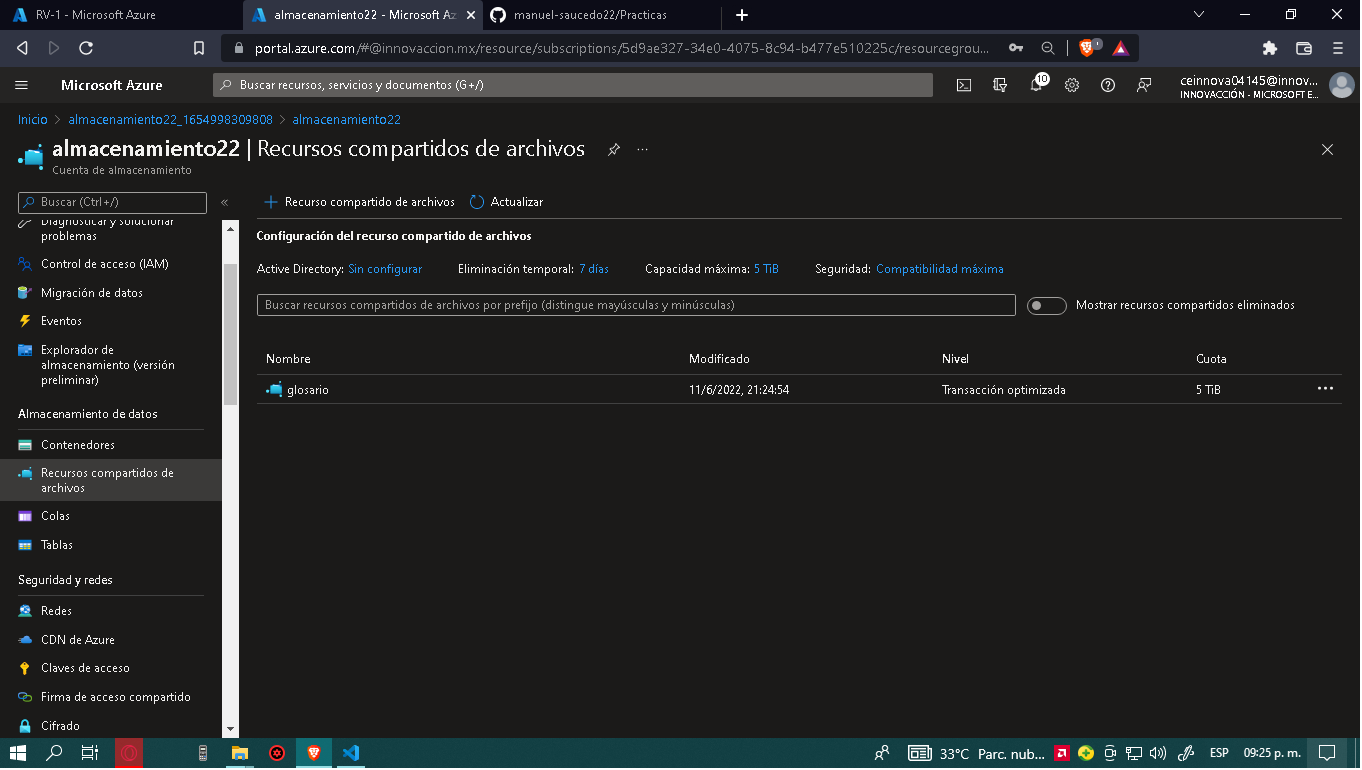 RV-1 - Microsoft Azure
almacenamiento22 - Microsoft Az
manuel-saucedo22/Practicas
portal.azure.com/#@innovaccion.mx/resource/subscriptions/5d9ae327-34e0-4075-8c94-b477e510225c/resourcegrou...
1
Microsoft Azure
Buscar recursos, servicios y documentos (G+/)
10
ceinnova04145@innov...
INNOVACCIÓN - MICROSOFT E...
Inicio > almacenamiento22_1654998309808 > almacenamiento22
almacenamiento22 | Recursos compartidos de archivos
Cuenta de almacenamiento
Buscar (Ctrl+/)
Diagnosticar y solucionar
problemas
Control de acceso (IAM)
Migración de datos
Eventos
Explorador de
almacenamiento (versión
preliminar)
Almacenamiento de datos
Contenedores
Recursos compartidos de
archivos
Colas
Tablas
Seguridad y redes
Redes
CDN de Azure
Claves de acceso
Firma de acceso compartido
Cifrado
Recurso compartido de archivos
Actualizar
Configuración del recurso compartido de archivos
Active Directory: Sin configurar
Eliminación temporal: 7 días
Capacidad máxima: 5 TiB
Seguridad: Compatibilidad máxima
Buscar recursos compartidos de archivos por prefijo (distingue mayúsculas y minúsculas)
Mostrar recursos compartidos eliminados
Nombre Modificado Nivel Cuota
glosario 11/6/2022, 21:24:54 Transacción optimizada 5 TiB
33°C Parc. nub...
ESP
09:25 p. m.